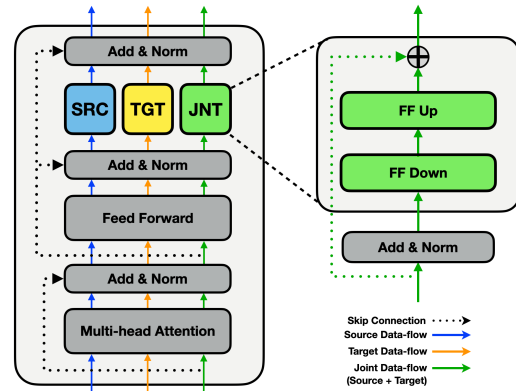 Add & Norm
SRC
TGT
JNT
Add & Norm
Feed Forward
Add & Norm
Multi-head Attention
FF Up
FF Down
Add & Norm
Skip Connection
Source Data-flow
Target Data-flow
Joint Data-flow
(Source + Target)